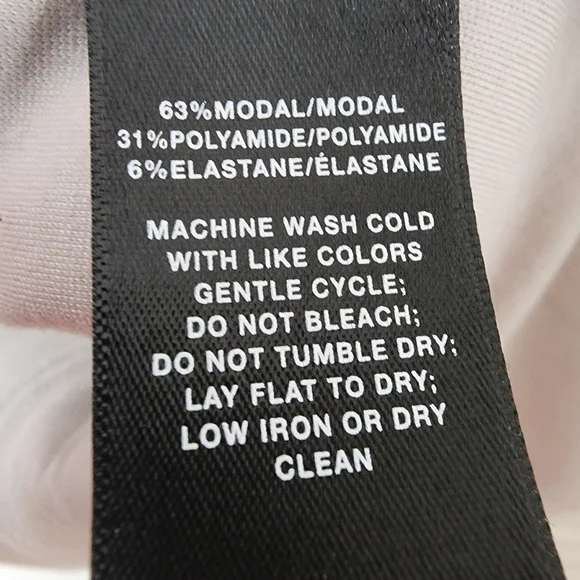 63%MODAL/MODAL
31%POLYAMIDE/POLYAMIDE
6%ELASTANE/ÉLASTANE
MACHINE WASH COLD
WITH LIKE COLORS
GENTLE CYCLE;
DO NOT BLEACH;
DO NOT TUMBLE DRY;
LAY FLAT TO DRY;
LOW IRON OR DRY
CLEAN